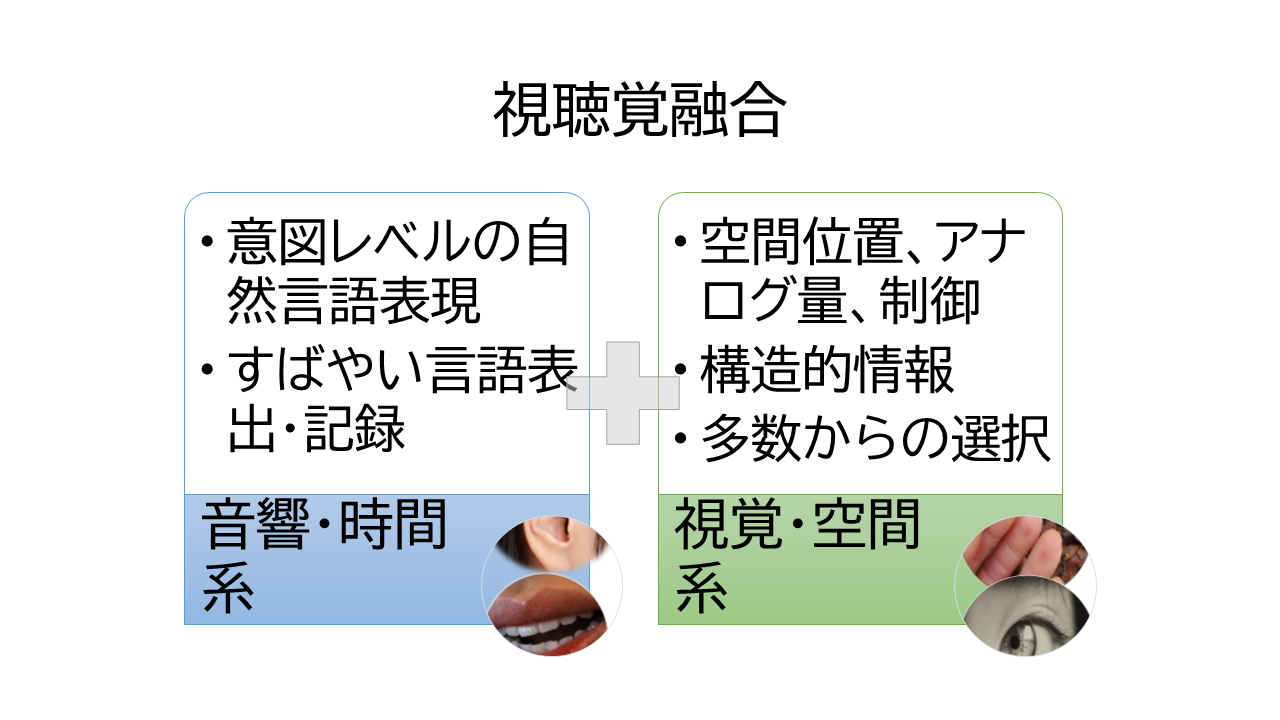 視聴覚融合
• 意図レベルの自
然言語表現
• すばやい言語表
出・記録
音響・時間
系
• 空間位置、アナ
ログ量、制御
• 構造的情報
• 多数からの選択
視覚・空間
系